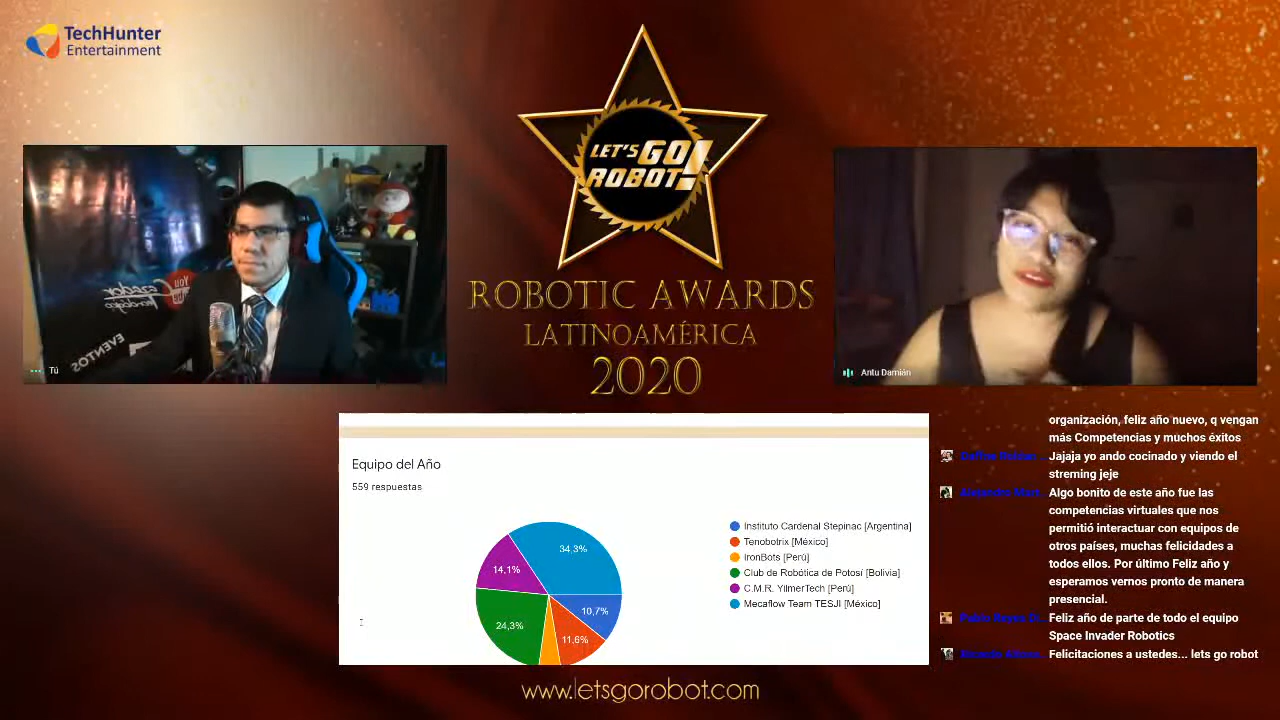 TechHunter
Entertainment
LET'S GO
ROBOT!
ROBOTIC AWARDS
LATINOAMÉRICA
2020
You
EVENTOS
Tú
Antu Damián
Equipo del Año
559 respuestas
34,3%
14,1%
24,3%
11,6%
10,7%
Instituto Cardenal Stepinac [Argentina]
Tenobotrix [México]
IronBots [Perú]
Club de Robótica de Potosí [Bolivia]
C.M.R. YilmerTech [Perú]
Mecaflow Team TESJI [México]
organización, feliz año nuevo, q vengan
más Competencias y muchos éxitos
Jajaja yo ando cocinado y viendo el
streming jeje
Algo bonito de este año fue las
competencias virtuales que nos
permitió interactuar con equipos de
otros países, muchas felicidades a
todos ellos. Por último Feliz año y
esperamos vernos pronto de manera
presencial.
Feliz año de parte de todo el equipo
Space Invader Robotics
Felicitaciones a ustedes... lets go robot
www.letsgorobot.com